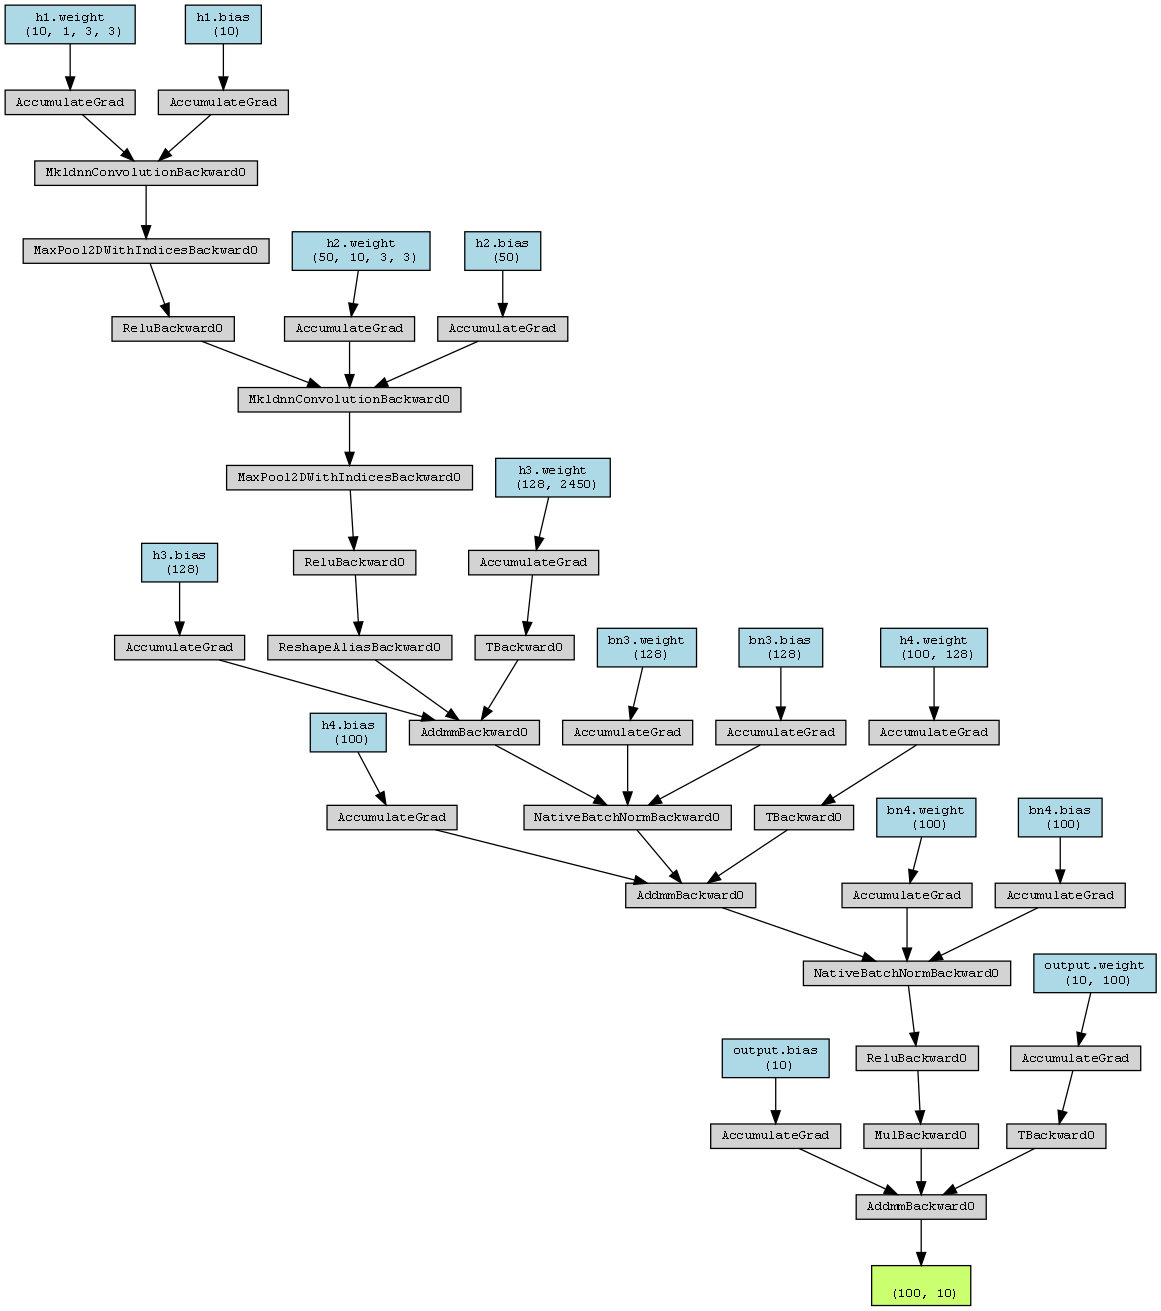 h1.weight
(10, 1, 3, 3)
h1.bias
(10)
AccumulateGrad
AccumulateGrad
MkldnnConvolutionBackward0
MaxPool2DWithIndicesBackward0
h2.weight
(50, 10, 3, 3)
h2.bias
(50)
ReluBackward0
AccumulateGrad
AccumulateGrad
MkldnnConvolutionBackward0
MaxPool2DWithIndicesBackward0
h3.weight
(128, 2450)
h3.bias
(128)
ReluBackward0
AccumulateGrad
AccumulateGrad
ReshapeAliasBackward0
TBackward0
bn3.weight
(128)
bn3.bias
(128)
h4.weight
(100, 128)
h4.bias
(100)
AddmmBackward0
AccumulateGrad
AccumulateGrad
AccumulateGrad
AccumulateGrad
NativeBatchNormBackward0
TBackward0
bn4.weight
(100)
bn4.bias
(100)
AddmmBackward0
AccumulateGrad
AccumulateGrad
NativeBatchNormBackward0
output.weight
(10, 100)
output.bias
(10)
ReluBackward0
AccumulateGrad
AccumulateGrad
MulBackward0
TBackward0
AddmmBackward0
(100, 10)